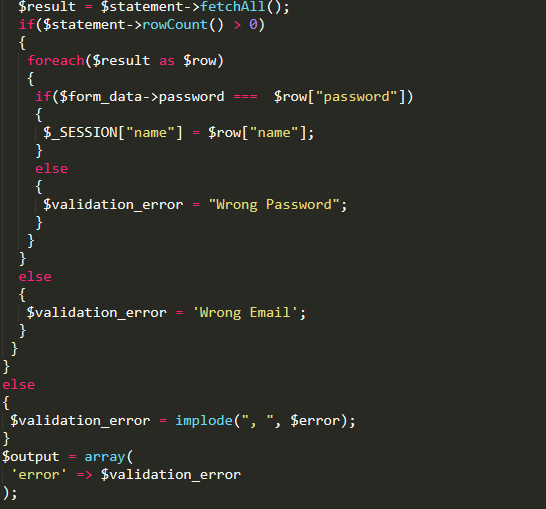 $result = $statement->fetchAll();
if($statement->rowCount() > 0)
{
foreach($result as $row)
{
if($form_data->password === $row["password"])
{
$_SESSION["name"] = $row["name"];
}
else
{
$validation_error = "Wrong Password";
}
}
}
else
{
$validation_error = 'Wrong Email';
}
}
}
else
{
$validation_error = implode(", ", $error);
}
$output = array(
'error' => $validation_error
);